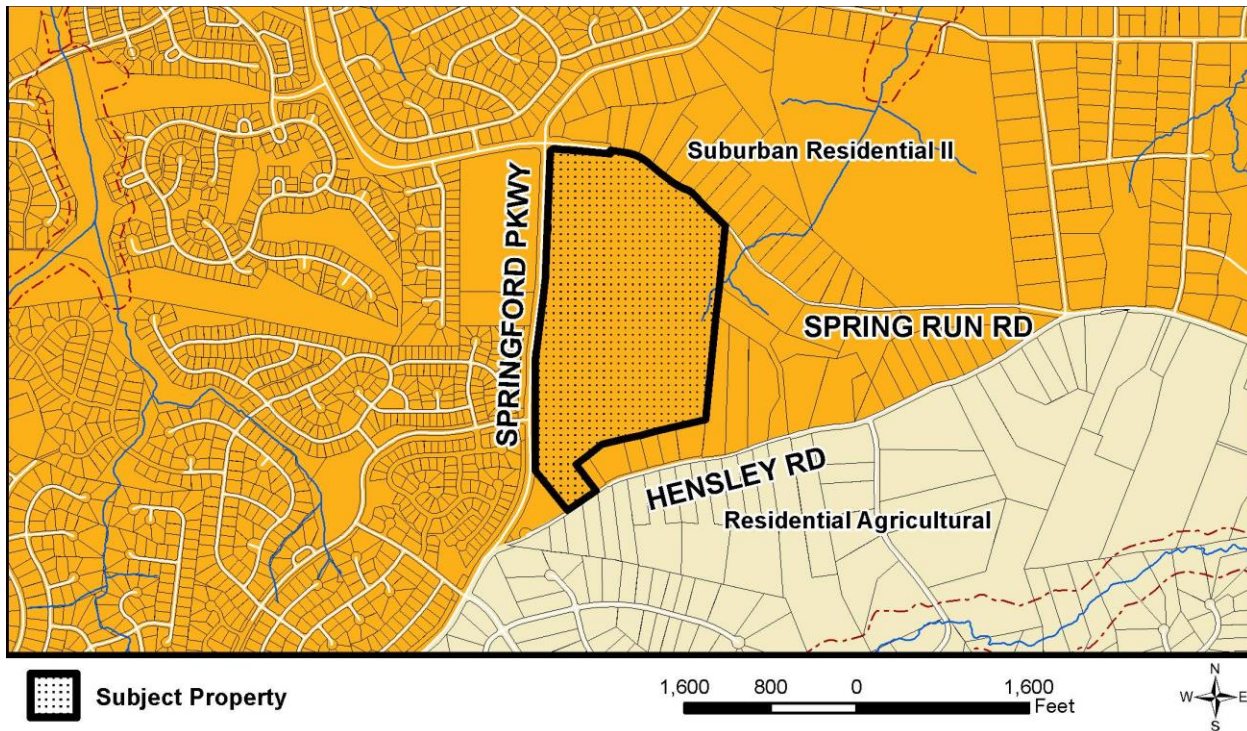 Suburban Residential II
SPRINGFORD PKWY
SPRING RUN RD
HENSLEY RD
Residential Agricultural
Subject Property
1,600 800 0 1,600
Feet
N
W E
S